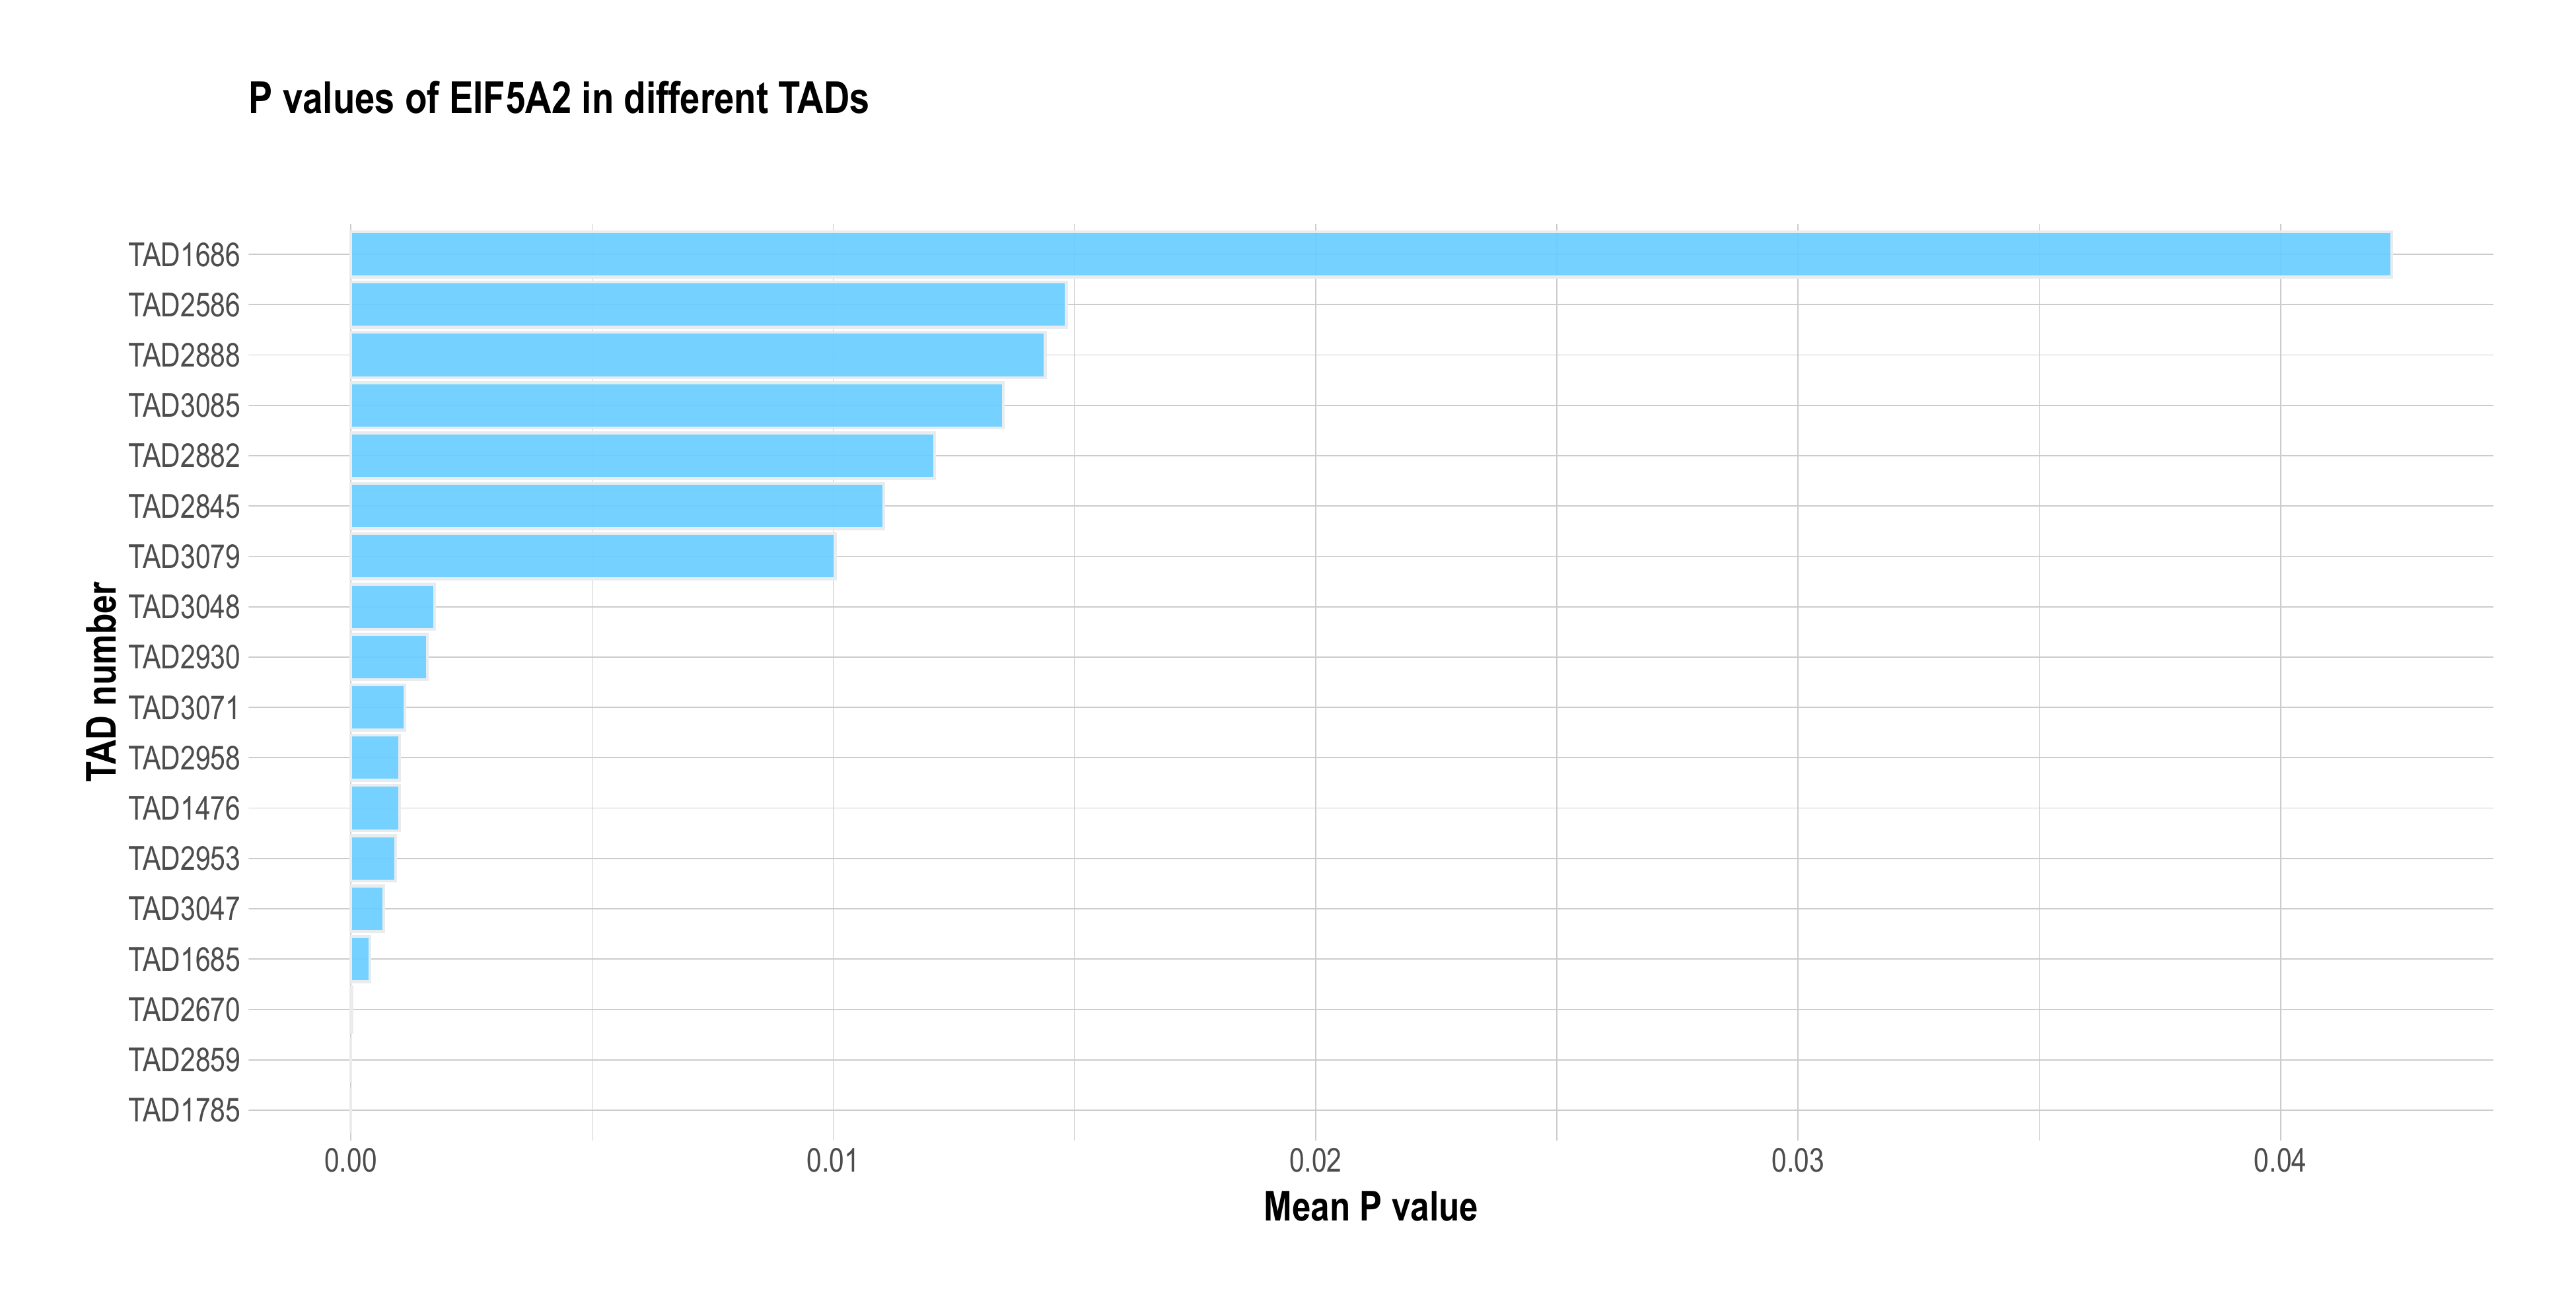 P values of EIF5A2 in different TADs
TAD number
TAD1686
TAD2586
TAD2888
TAD3085
TAD2882
TAD2845
TAD3079
TAD3048
TAD2930
TAD3071
TAD2958
TAD1476
TAD2953
TAD3047
TAD1685
TAD2670
TAD2859
TAD1785
0.00 0.01 0.02 0.03 0.04
Mean P value